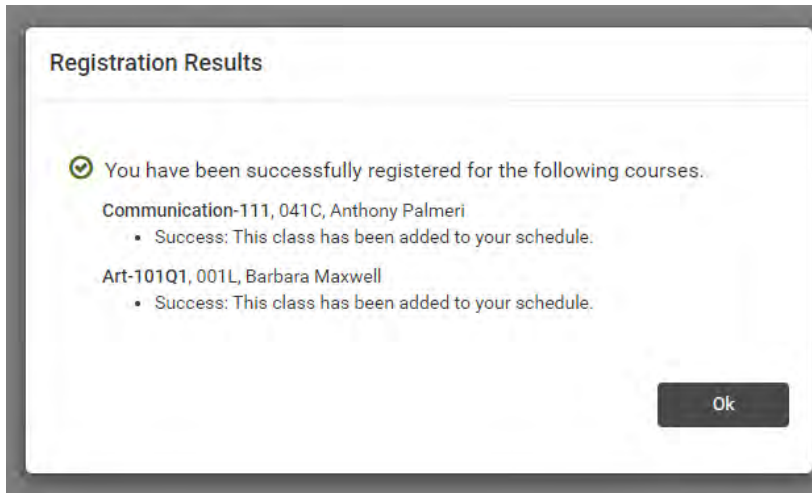 Registration Results
You have been successfully registered for the following courses.
Communication-111, 041C, Anthony Palmeri
• Success: This class has been added to your schedule.
Art-101Q1, 001L, Barbara Maxwell
• Success: This class has been added to your schedule.
Ok